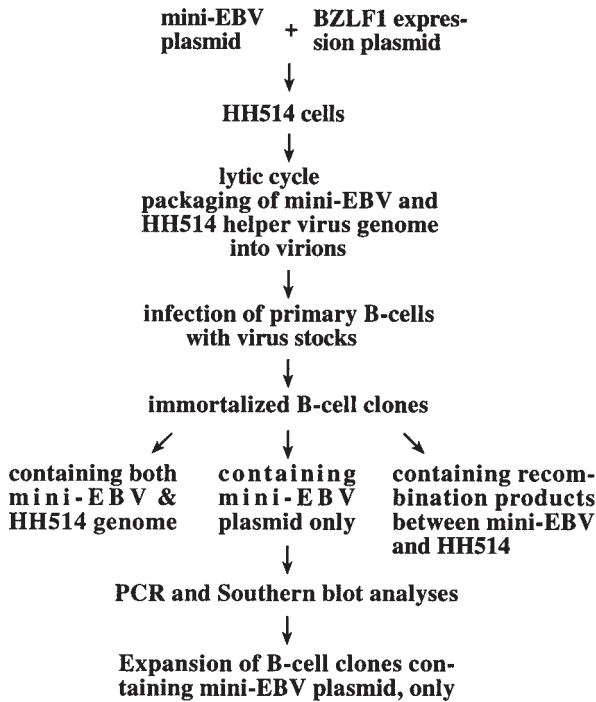 mini-EBV + BZLF1 expres-
plasmid sion plasmid
HH514 cells
lytic cycle
packaging of mini-EBV and
HH514 helper virus genome
into virions
infection of primary B-cells
with virus stocks
immortalized B-cell clones
containing both
mini-EBV &
HH514 genome
containing
mini-EBV
plasmid only
containing recom-
bination products
between mini-EBV
and HH514
PCR and Southern blot analyses
Expansion of B-cell clones con-
taining mini-EBV plasmid, only